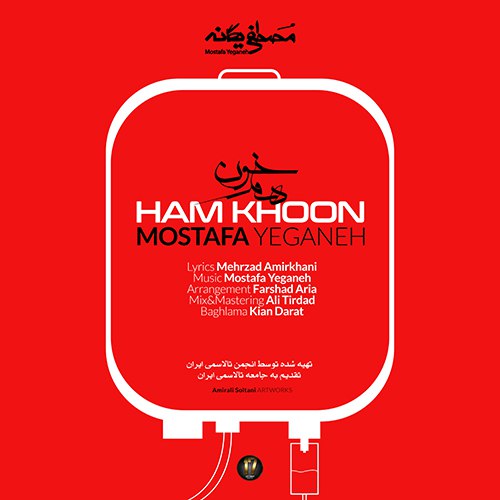 مصطفی یگانه
Mostafa Yeganeh
هم خون
HAM KHOON
MOSTAFA YEGANEH
Lyrics Mehrzad Amirkhani
Music Mostafa Yeganeh
Arrangement Farshad Aria
Mix&Mastering Ali Tirdad
Baghlama Kian Darat
تهیه شده توسط انجمن تالاسمی ایران
تقدیم به جامعه تالاسمی ایران
Amirali Soltani ARTWORKS